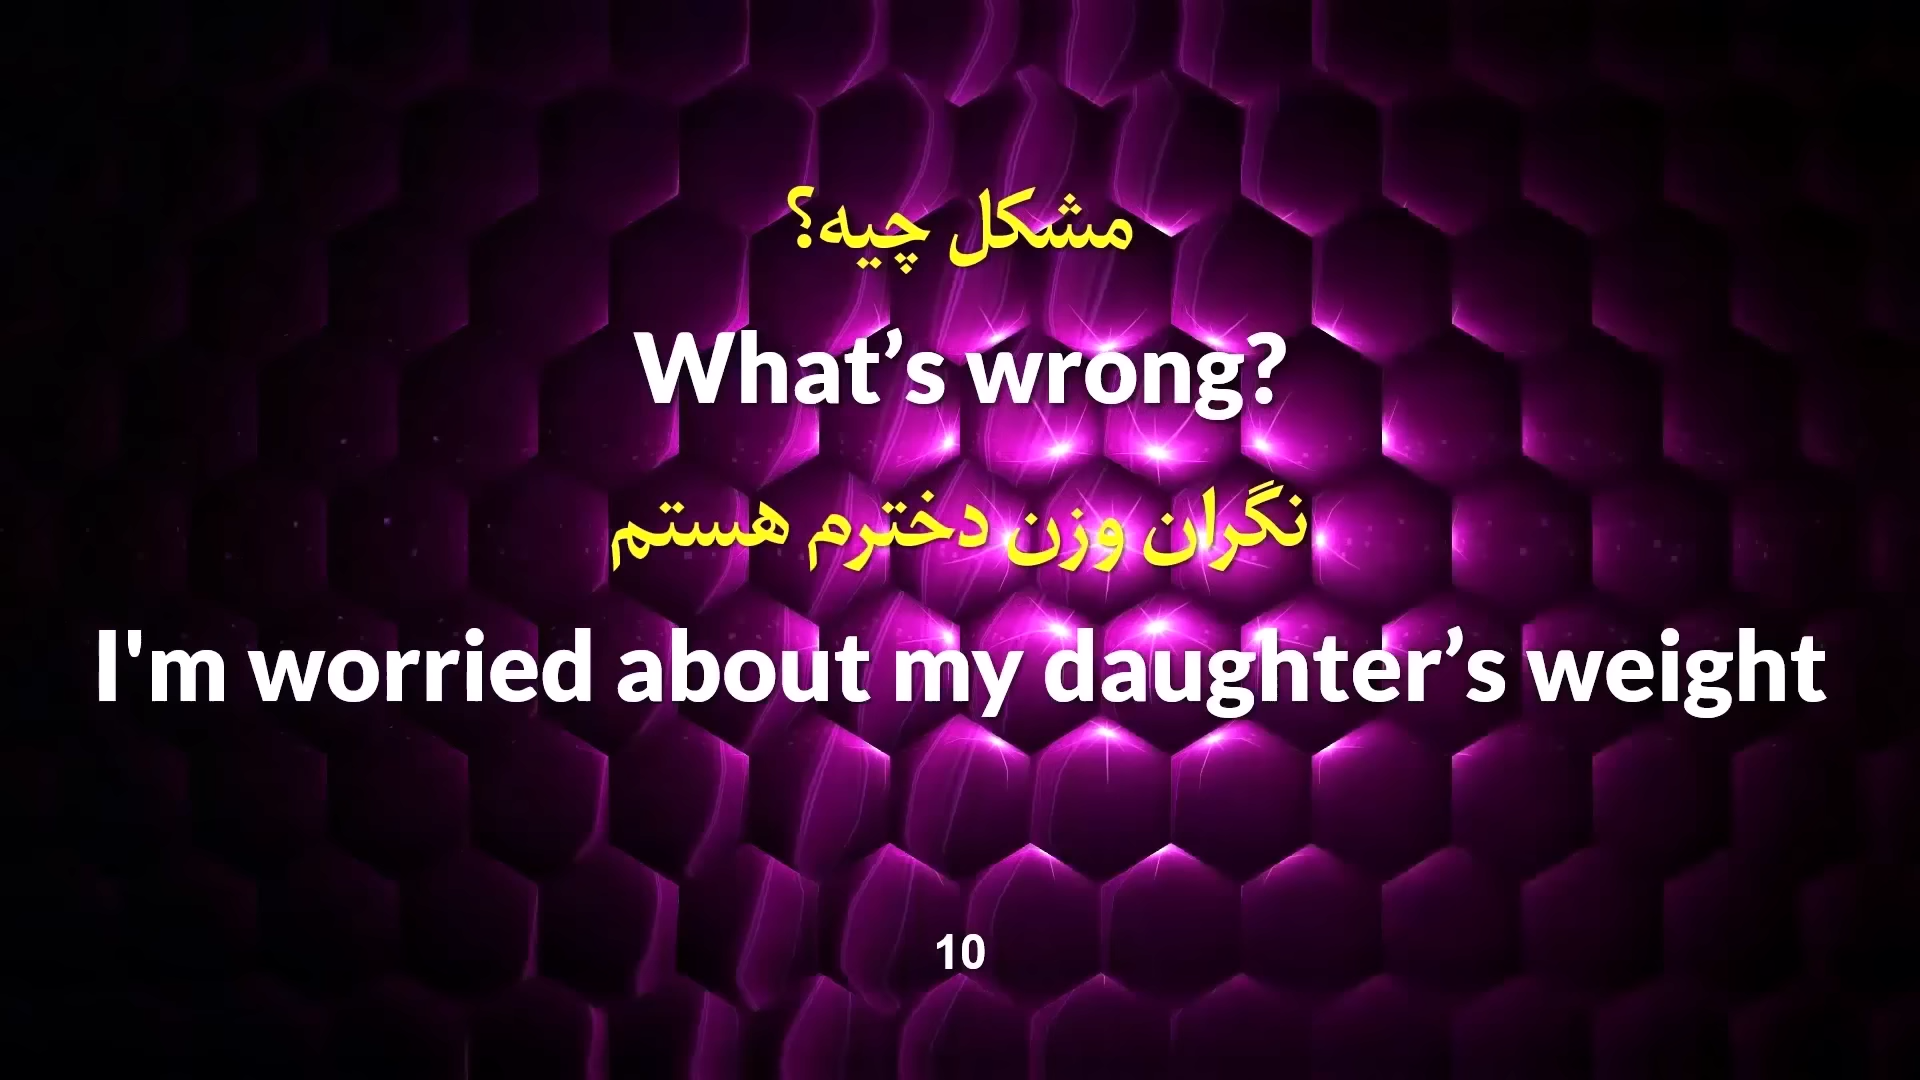 مشکل چیه؟
What’s wrong?
نگران وزن دخترم هستم
I'm worried about my daughter’s weight
10